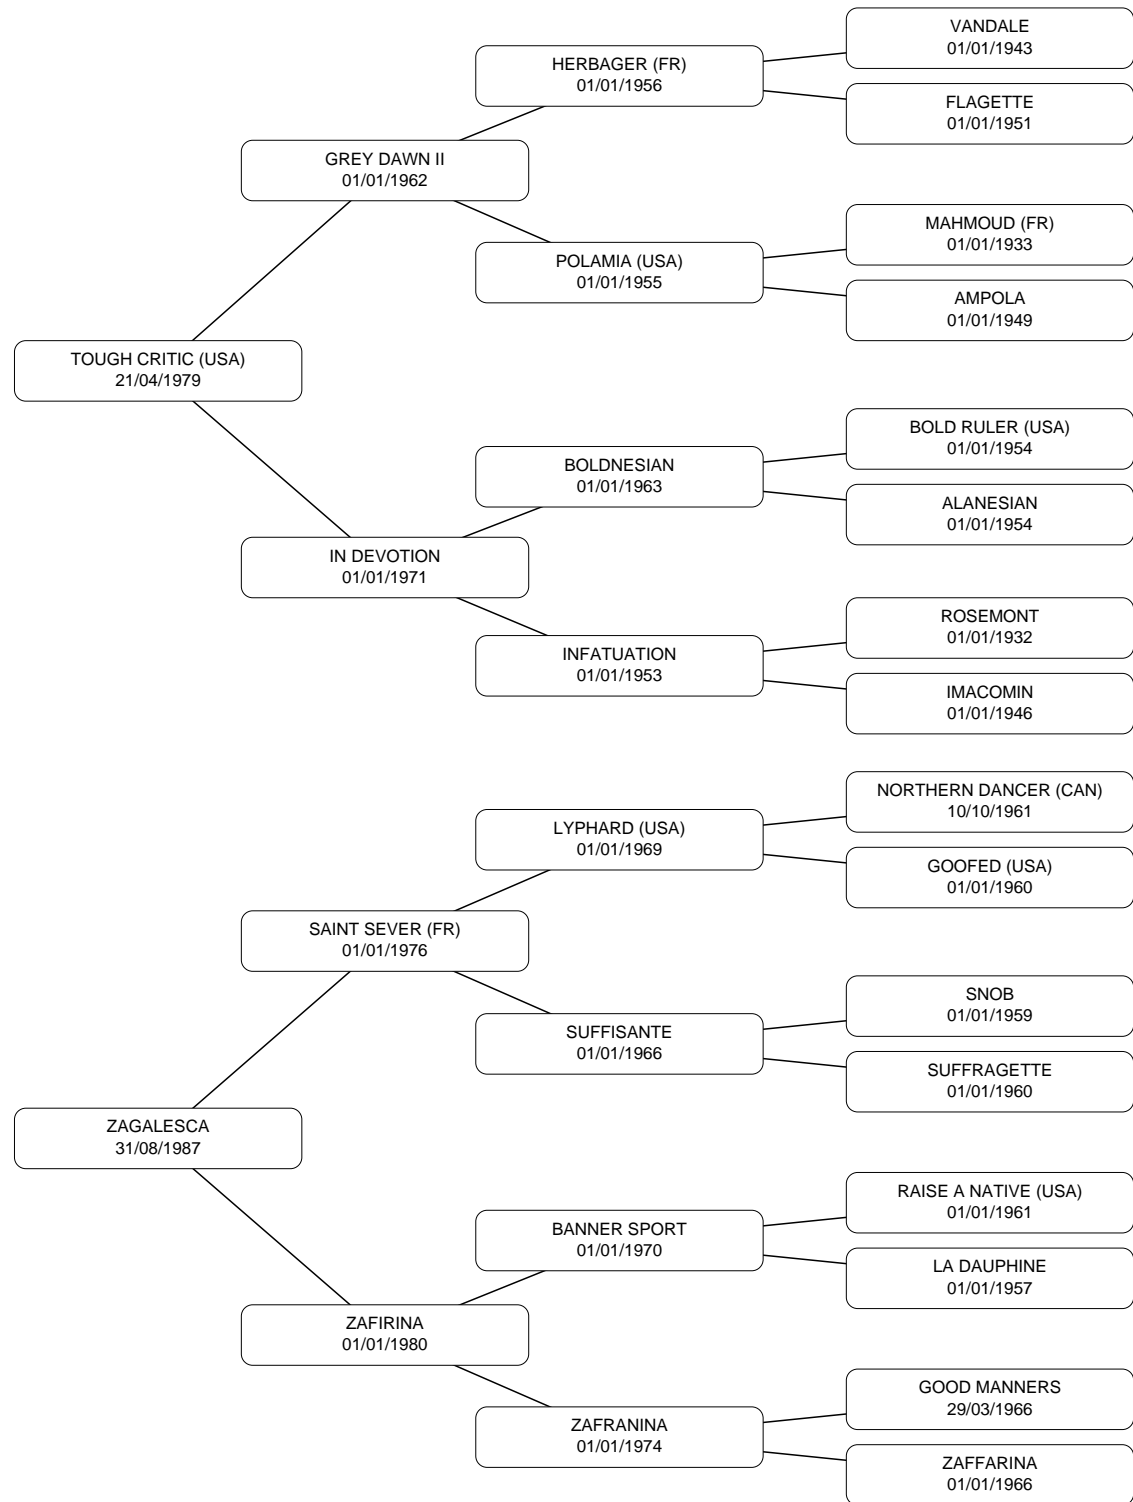 VANDALE
01/01/1943
HERBAGER (FR)
01/01/1956
FLAGETTE
01/01/1951
GREY DAWN II
01/01/1962
MAHMOUD (FR)
01/01/1933
POLAMIA (USA)
01/01/1955
AMPOLA
01/01/1949
TOUGH CRITIC (USA)
21/04/1979
BOLD RULER (USA)
01/01/1954
BOLDNESIAN
01/01/1963
ALANESIAN
01/01/1954
IN DEVOTION
01/01/1971
ROSEMONT
01/01/1932
INFATUATION
01/01/1953
IMACOMIN
01/01/1946
NORTHERN DANCER (CAN)
10/10/1961
LYPHARD (USA)
01/01/1969
GOOFED (USA)
01/01/1960
SAINT SEVER (FR)
01/01/1976
SNOB
01/01/1959
SUFFISANTE
01/01/1966
SUFFRAGETTE
01/01/1960
ZAGALESCA
31/08/1987
RAISE A NATIVE (USA)
01/01/1961
BANNER SPORT
01/01/1970
LA DAUPHINE
01/01/1957
ZAFIRINA
01/01/1980
GOOD MANNERS
29/03/1966
ZAFRANINA
01/01/1974
ZAFFARINA
01/01/1966